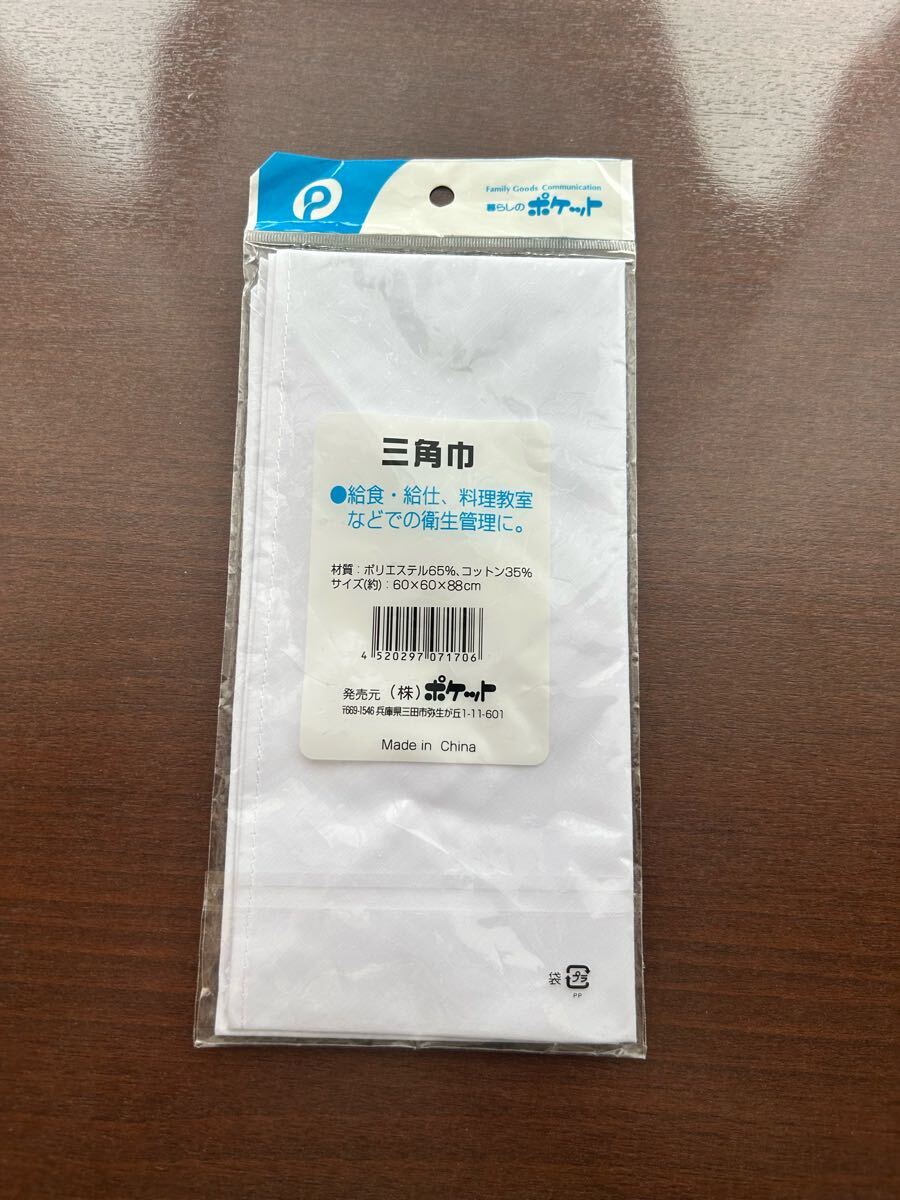 Family Goods Communication
暮らしの ポケット
三角巾
●給食・給仕、料理教室
などでの衛生管理に。
材質：ポリエステル65%、コットン35%
サイズ(約)：60×60×88cm
4 520297 071706
発売元 (株)ポケット
〒669-1546 兵庫県三田市弥生が丘1-11-601
Made in China
袋 プラ
PP